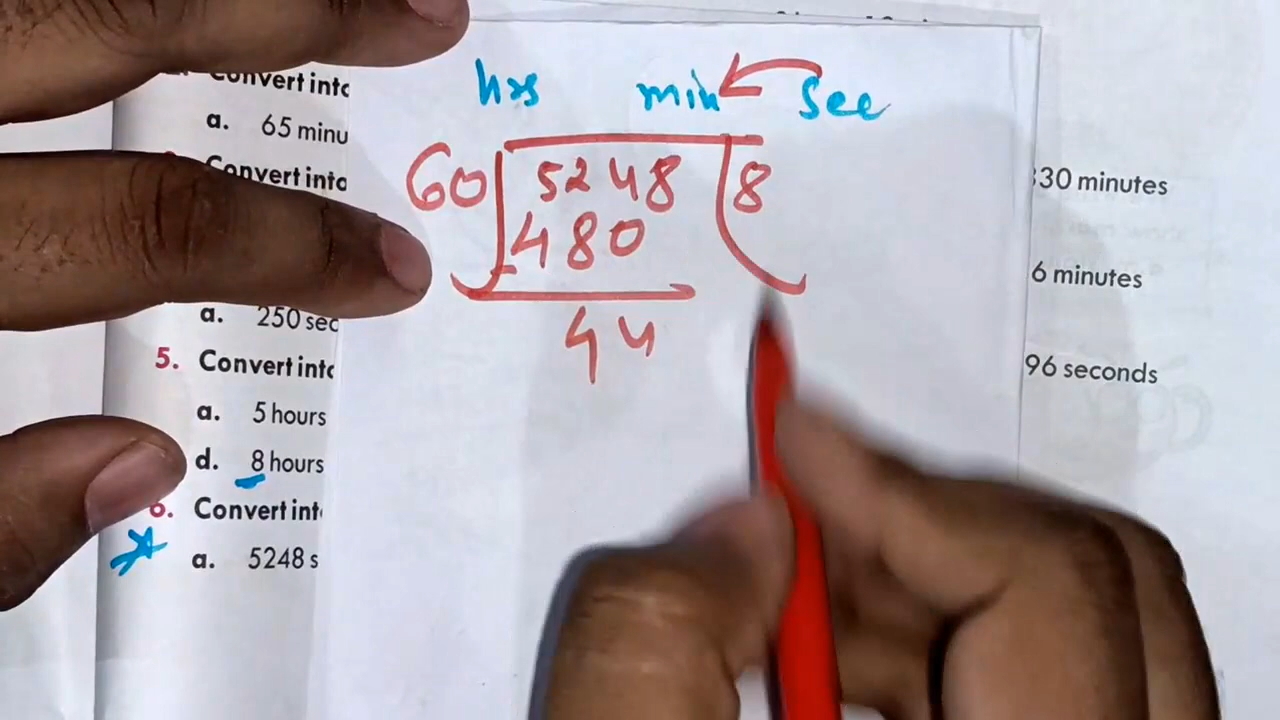 Convert into
a. 65 minu
Convert into
a. 250 sec
5. Convert into
a. 5 hours
d. 8 hours
6. Convert int
a. 5248 s
hrs min sec
60 5248 8
480
44
330 minutes
6 minutes
96 seconds